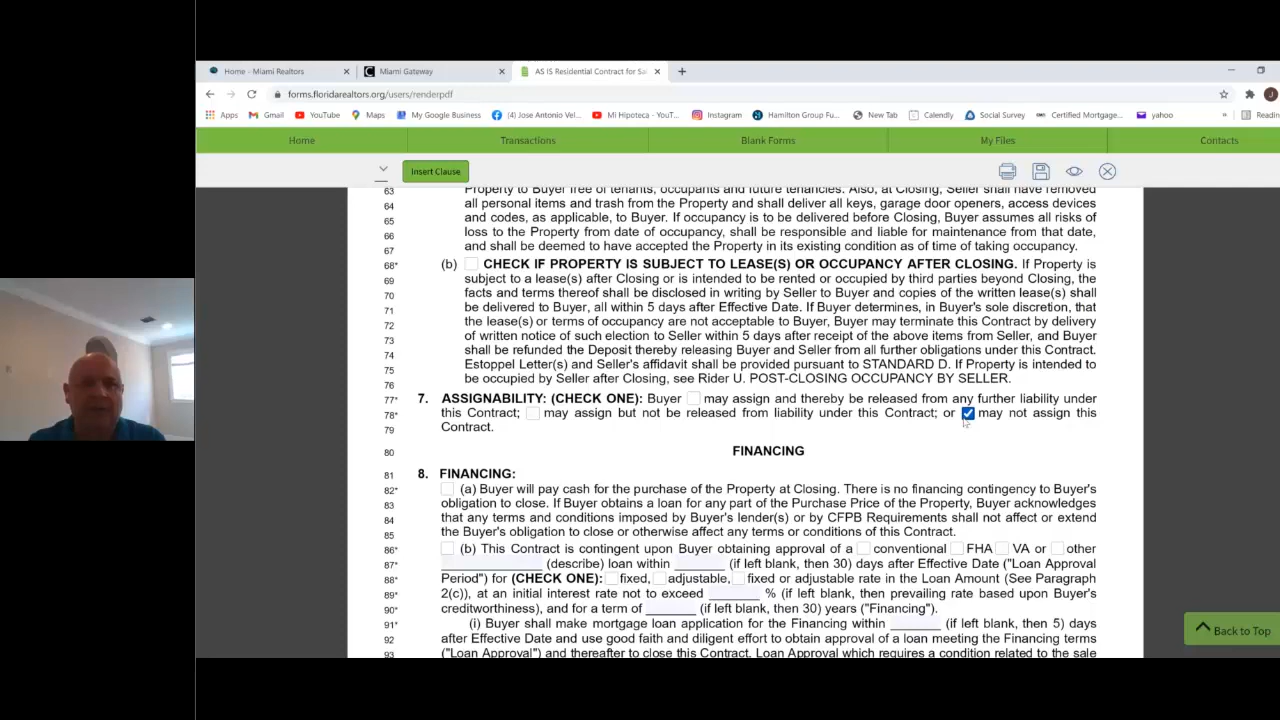 Home - Miami Realtors
Miami Gateway
AS IS Residential Contract for Sa
forms.floridarealtors.org/users/renderpdf
Apps Gmail YouTube Maps My Google Business (4) Jose Antonio Vel... Mi Hipoteca - YouT... Instagram Hamilton Group Fu... New Tab Calendly Social Survey Certified Mortgage... yahoo » Readin
Home Transactions Blank Forms My Files Contacts
Insert Clause
63 Property to Buyer free of tenants, occupants and future tenancies. Also, at Closing, Seller shall have removed
64 all personal items and trash from the Property and shall deliver all keys, garage door openers, access devices
65 and codes, as applicable, to Buyer. If occupancy is to be delivered before Closing, Buyer assumes all risks of
66 loss to the Property from date of occupancy, shall be responsible and liable for maintenance from that date,
67 and shall be deemed to have accepted the Property in its existing condition as of time of taking occupancy.
68* (b) CHECK IF PROPERTY IS SUBJECT TO LEASE(S) OR OCCUPANCY AFTER CLOSING. If Property is
69 subject to a lease(s) after Closing or is intended to be rented or occupied by third parties beyond Closing, the
70 facts and terms thereof shall be disclosed in writing by Seller to Buyer and copies of the written lease(s) shall
71 be delivered to Buyer, all within 5 days after Effective Date. If Buyer determines, in Buyer's sole discretion, that
72 the lease(s) or terms of occupancy are not acceptable to Buyer, Buyer may terminate this Contract by delivery
73 of written notice of such election to Seller within 5 days after receipt of the above items from Seller, and Buyer
74 shall be refunded the Deposit thereby releasing Buyer and Seller from all further obligations under this Contract.
75 Estoppel Letter(s) and Seller's affidavit shall be provided pursuant to STANDARD D. If Property is intended to
76 be occupied by Seller after Closing, see Rider U. POST-CLOSING OCCUPANCY BY SELLER.
77* 7. ASSIGNABILITY: (CHECK ONE): Buyer may assign and thereby be released from any further liability under
78* this Contract; may assign but not be released from liability under this Contract; or may not assign this
79 Contract.
80 FINANCING
81 8. FINANCING:
82* (a) Buyer will pay cash for the purchase of the Property at Closing. There is no financing contingency to Buyer's
83 obligation to close. If Buyer obtains a loan for any part of the Purchase Price of the Property, Buyer acknowledges
84 that any terms and conditions imposed by Buyer's lender(s) or by CFPB Requirements shall not affect or extend
85 the Buyer's obligation to close or otherwise affect any terms or conditions of this Contract.
86* (b) This Contract is contingent upon Buyer obtaining approval of a conventional FHA VA or other
87* (describe) loan within (if left blank, then 30) days after Effective Date ("Loan Approval
88* Period") for (CHECK ONE): fixed, adjustable, fixed or adjustable rate in the Loan Amount (See Paragraph
89* 2(c)), at an initial interest rate not to exceed % (if left blank, then prevailing rate based upon Buyer's
90* creditworthiness), and for a term of (if left blank, then 30) years ("Financing").
91* (i) Buyer shall make mortgage loan application for the Financing within (if left blank, then 5) days
92 after Effective Date and use good faith and diligent effort to obtain approval of a loan meeting the Financing terms
93 ("Loan Approval") and thereafter to close this Contract. Loan Approval which requires a condition related to the sale
Back to Top